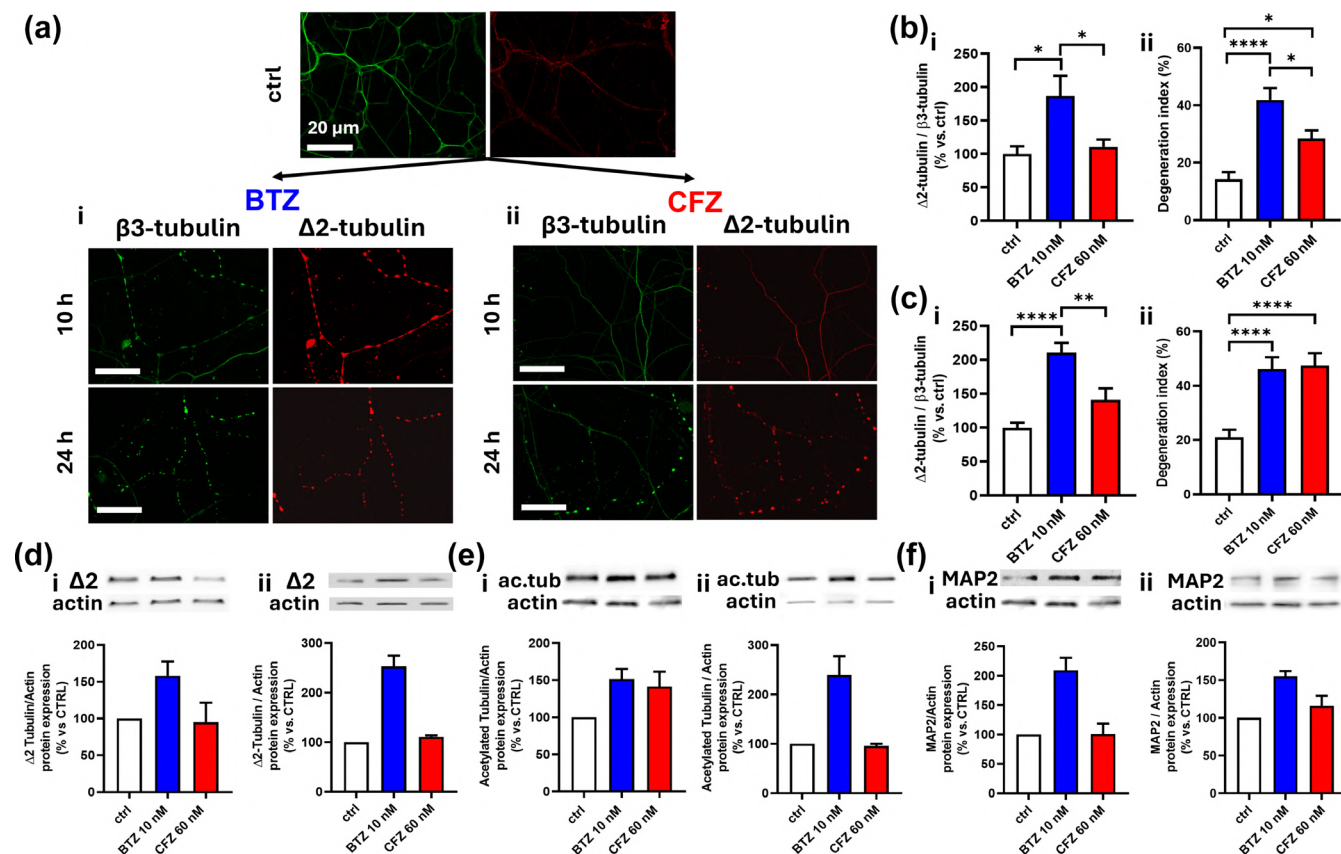 (a)
ctrl
20 µm
BTZ
CFZ
i
β3-tubulin Δ2-tubulin
10 h
24 h
ii
β3-tubulin Δ2-tubulin
10 h
24 h
(b)
i
Δ2-tubulin / β3-tubulin
(% vs. ctrl)
250
200
150
100
50
0
*
*
ctrl
BTZ 10 nM
CFZ 60 nM
ii
Degeneration index (%)
60
40
20
0
*
****
*
ctrl
BTZ 10 nM
CFZ 60 nM
(c)
i
Δ2-tubulin / β3-tubulin
(% vs. ctrl)
250
200
150
100
50
0
****
**
ctrl
BTZ 10 nM
CFZ 60 nM
ii
Degeneration index (%)
60
40
20
0
****
****
ctrl
BTZ 10 nM
CFZ 60 nM
(d)
i
Δ2
actin
Δ2 Tubulin/Actin
protein expression
(% vs. CTRL)
200
150
100
50
0
ctrl
BTZ 10 nM
CFZ 60 nM
ii
Δ2
actin
Δ2-Tubulin / Actin
protein expression
(% vs. CTRL)
300
200
100
0
ctrl
BTZ 10 nM
CFZ 60 nM
(e)
i
ac.tub
actin
Acetylated Tubulin/Actin
protein expression
(% vs. CTRL)
200
150
100
50
0
ctrl
BTZ 10 nM
CFZ 60 nM
ii
ac.tub
actin
Acetylated Tubulin / Actin
protein expression
(% vs. CTRL)
300
200
100
0
ctrl
BTZ 10 nM
CFZ 60 nM
(f)
i
MAP2
actin
MAP2/Actin
protein expression
(% vs. CTRL)
250
200
150
100
50
0
ctrl
BTZ 10 nM
CFZ 60 nM
ii
MAP2
actin
MAP2 / Actin
protein expression
(% vs. CTRL)
200
150
100
50
0
ctrl
BTZ 10 nM
CFZ 60 nM